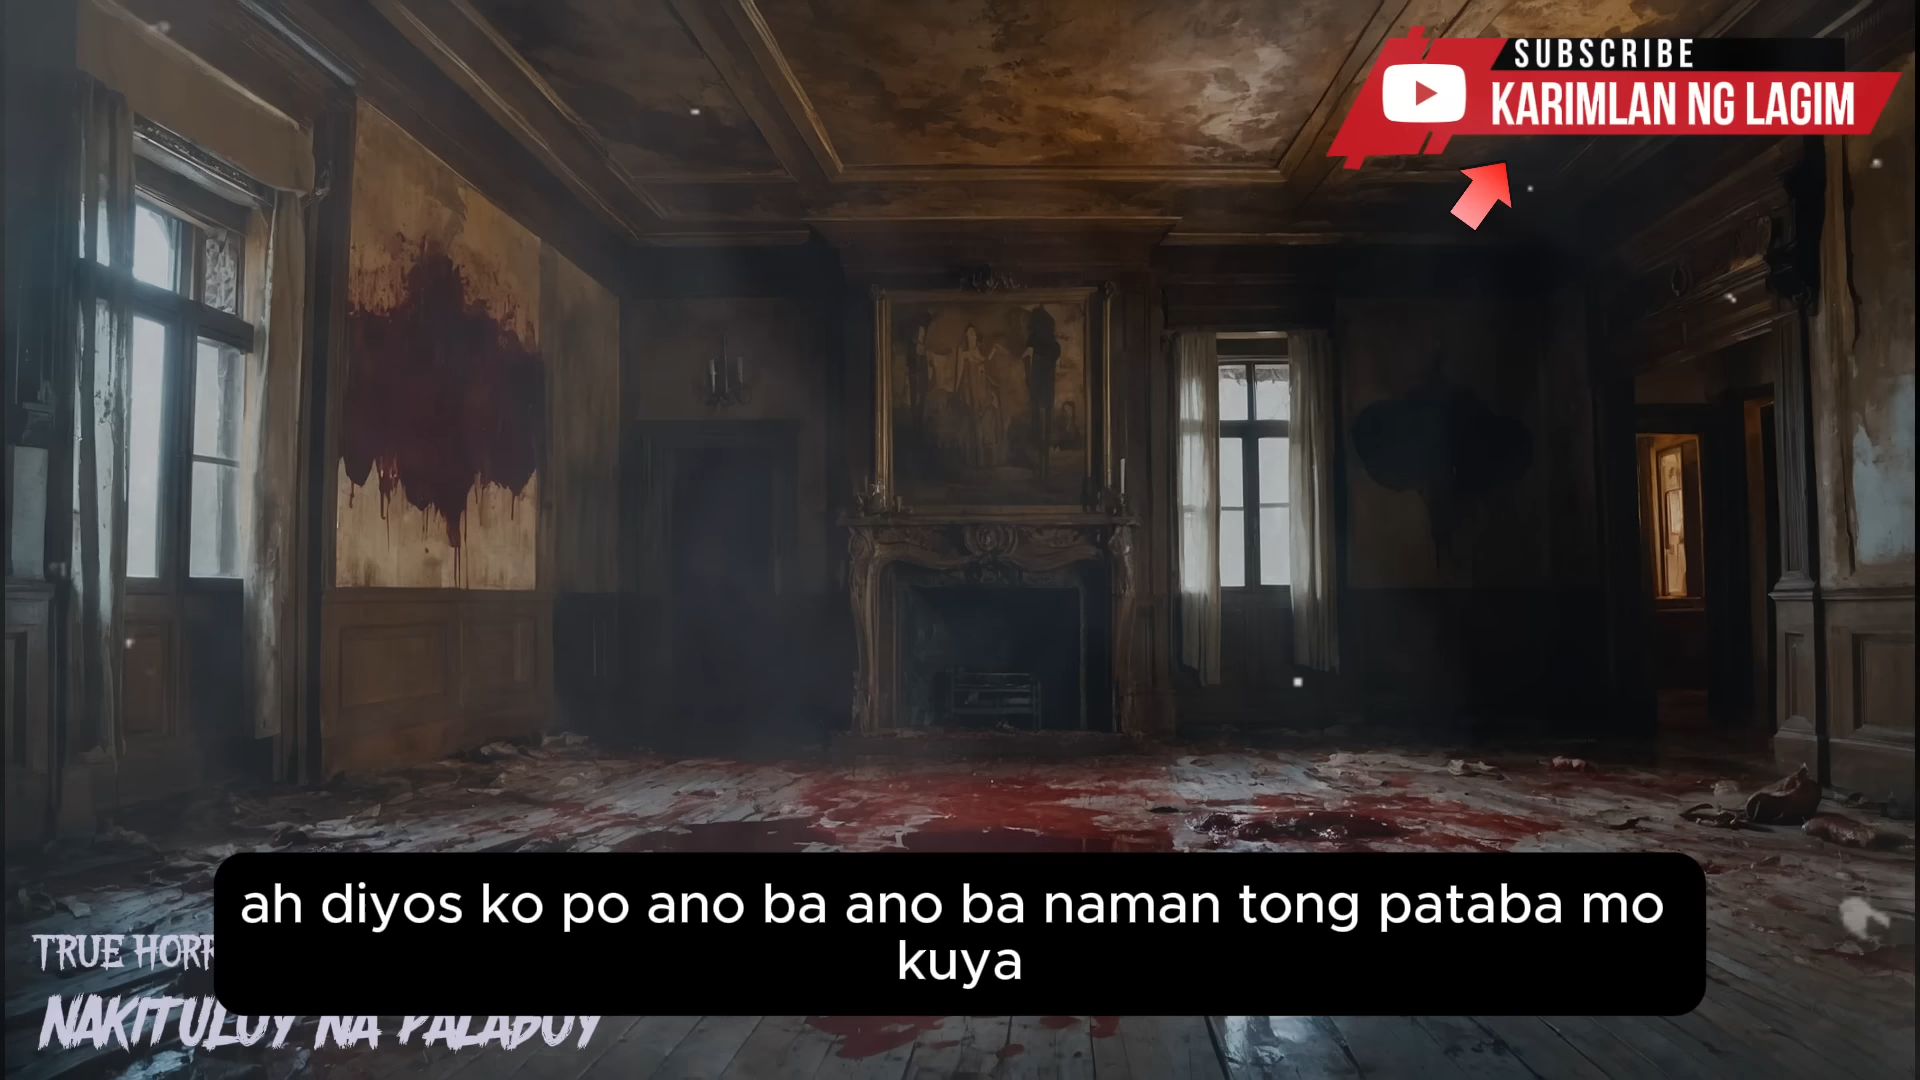 SUBSCRIBE
KARIMLAN NG LAGIM
ah diyos ko po ano ba ano ba naman tong pataba mo
kuya
TRUE
NAKITULOY NA PALABOY